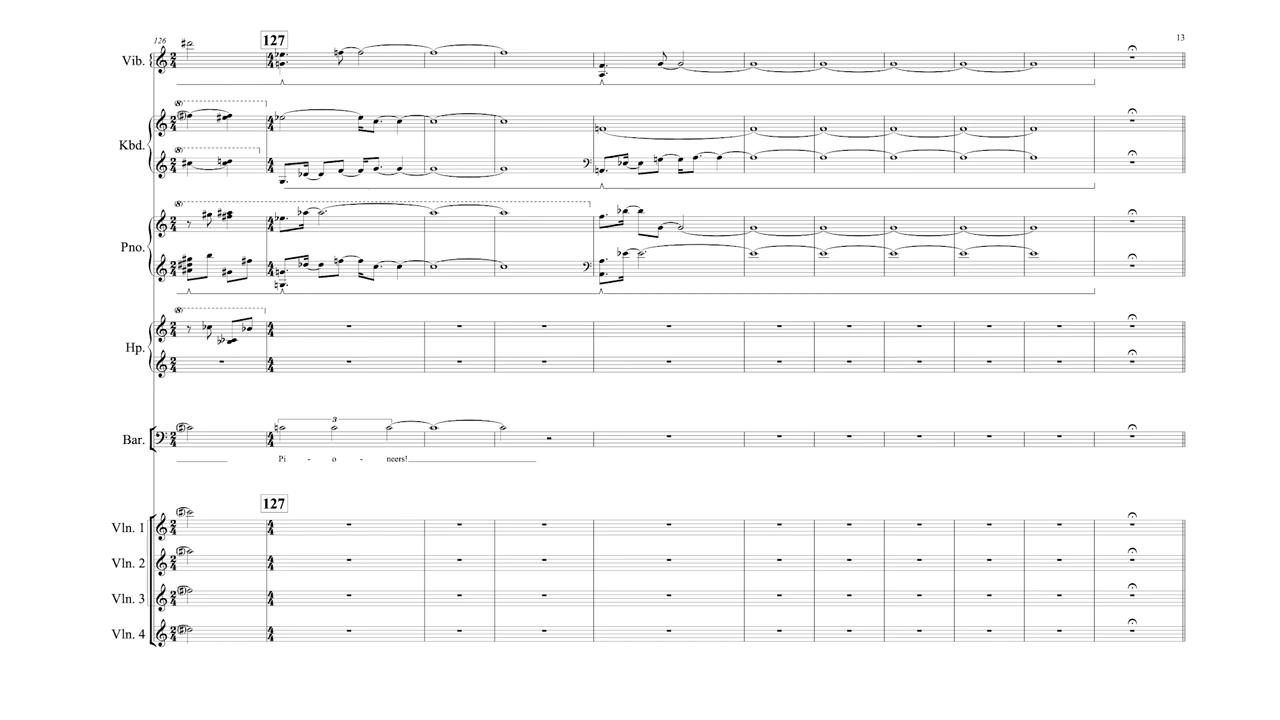 126
127
13
Vib.
Kbd.
Pno.
Hp.
3
Bar.
Pi - o - neers!
127
Vln. 1
Vln. 2
Vln. 3
Vln. 4